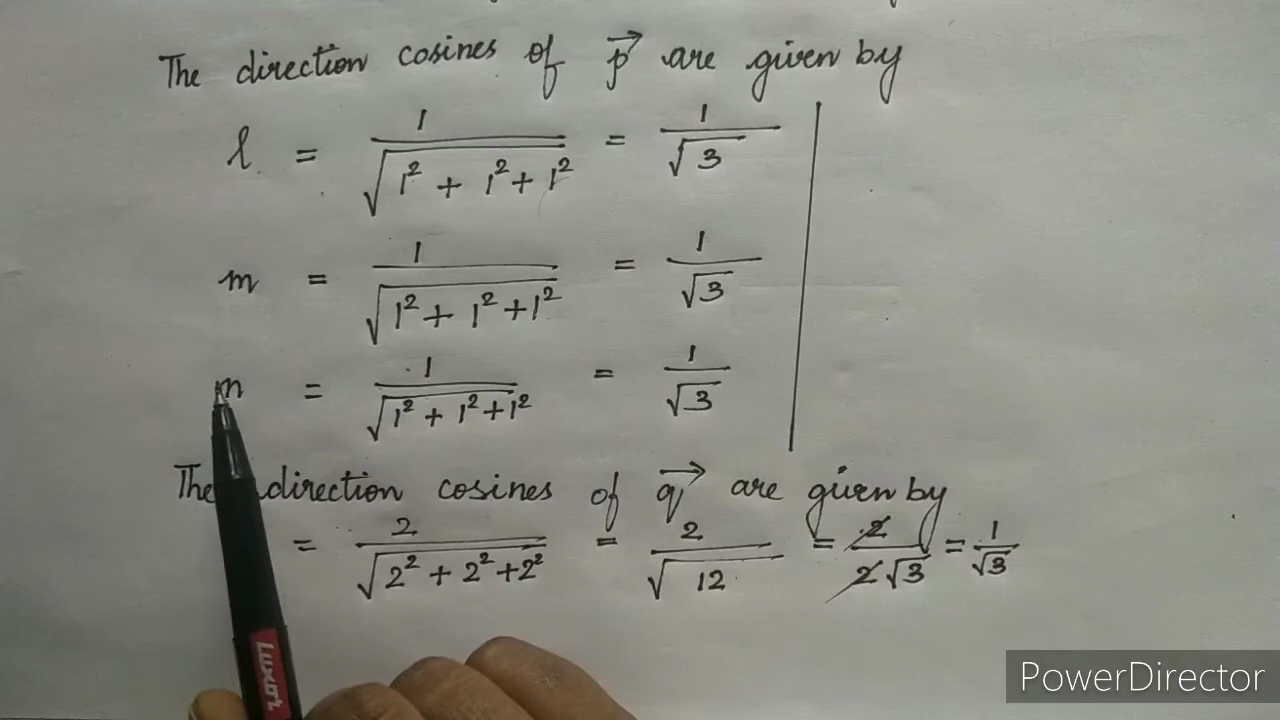 The direction cosines of p⃗ are given by
l = 1/√(1² + 1² + 1²) = 1/√3
m = 1/√(1² + 1² + 1²) = 1/√3
n = 1/√(1² + 1² + 1²) = 1/√3
The direction cosines of q⃗ are given by
= 2/√(2² + 2² + 2²) = 2/√12 = 2/2√3 = 1/√3
Luxor
PowerDirector